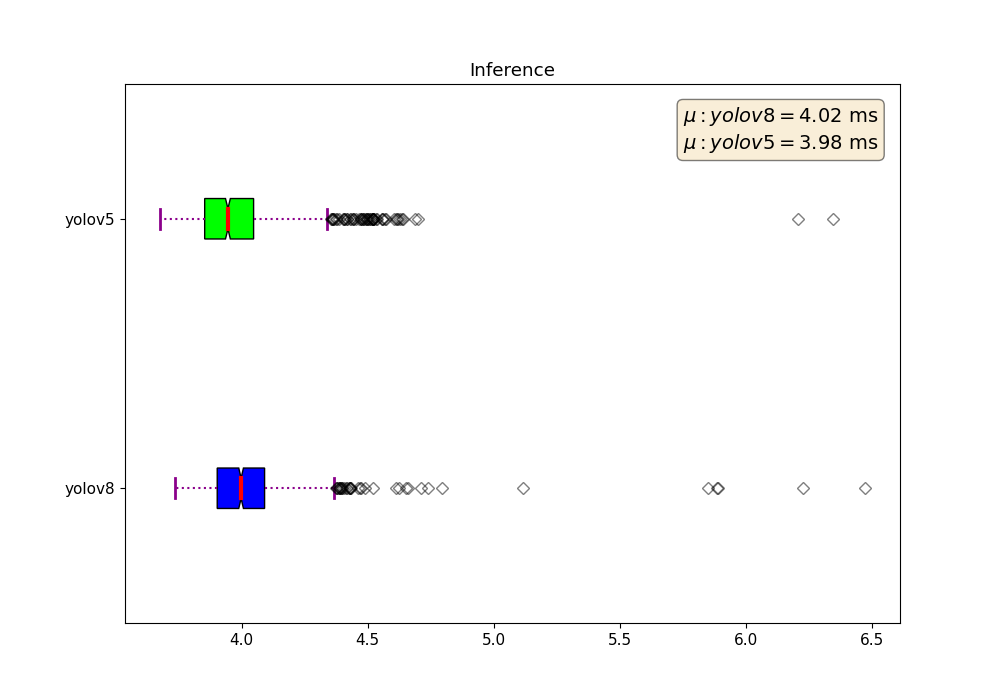 Inference
μ : yolov8 = 4.02 ms
μ : yolov5 = 3.98 ms
yolov5
yolov8
4.0 4.5 5.0 5.5 6.0 6.5